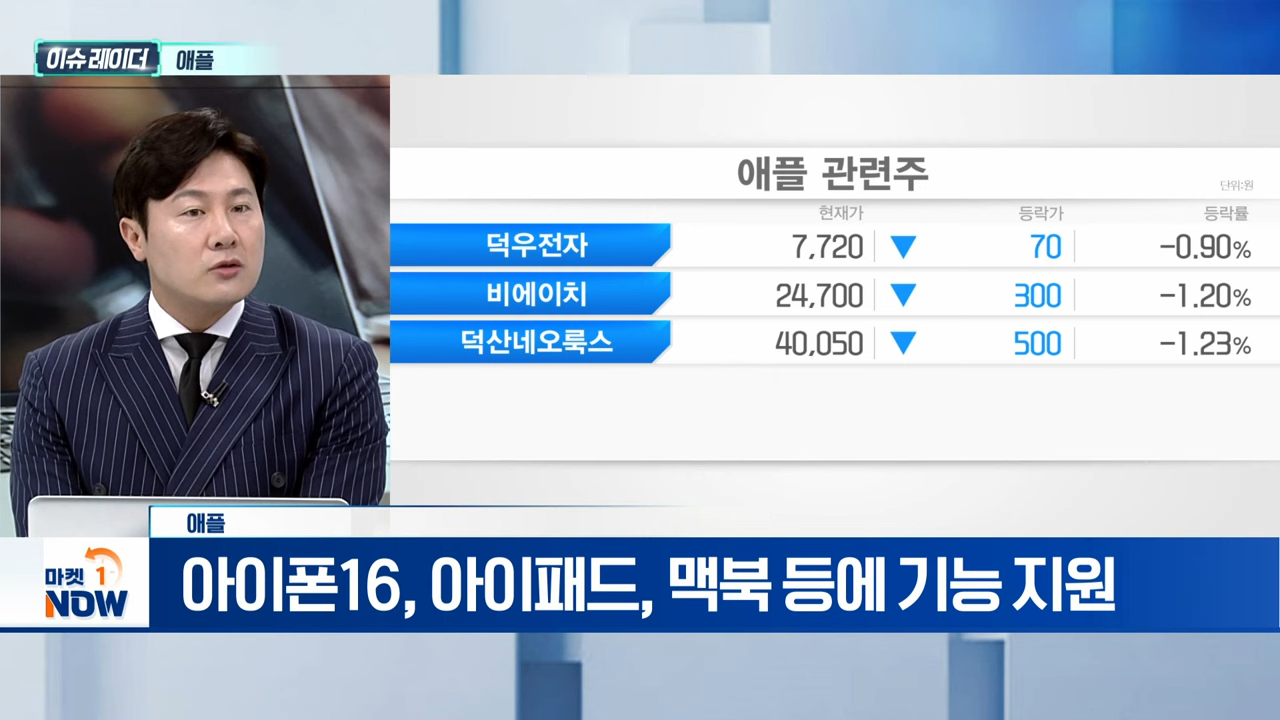 이슈 레이더 애플
애플 관련주
단위:원
현재가 등락가 등락률
덕우전자 7,720 ▼ 70 -0.90%
비에이치 24,700 ▼ 300 -1.20%
덕산네오룩스 40,050 ▼ 500 -1.23%
애플
마켓 1
NOW
아이폰16, 아이패드, 맥북 등에 기능 지원